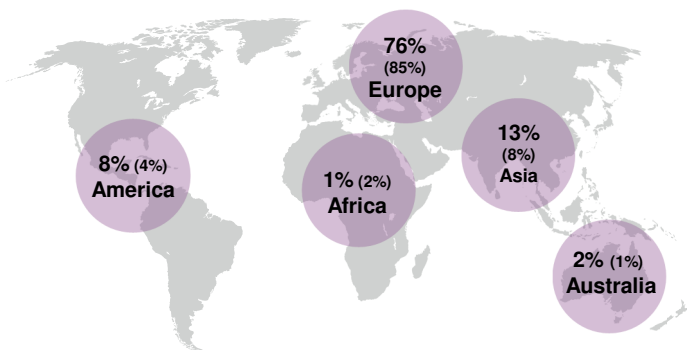 76%
(85%)
Europe
13%
(8%)
Asia
8% (4%)
America
1% (2%)
Africa
2% (1%)
Australia